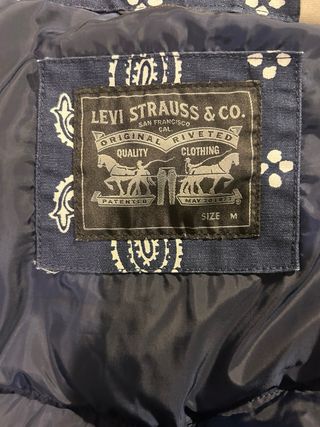 LEVI STRAUSS & CO.
SAN FRANCISCO
CAL.
ORIGINAL RIVETED
QUALITY CLOTHING
PATENTED MAY 20 1873
SIZE M